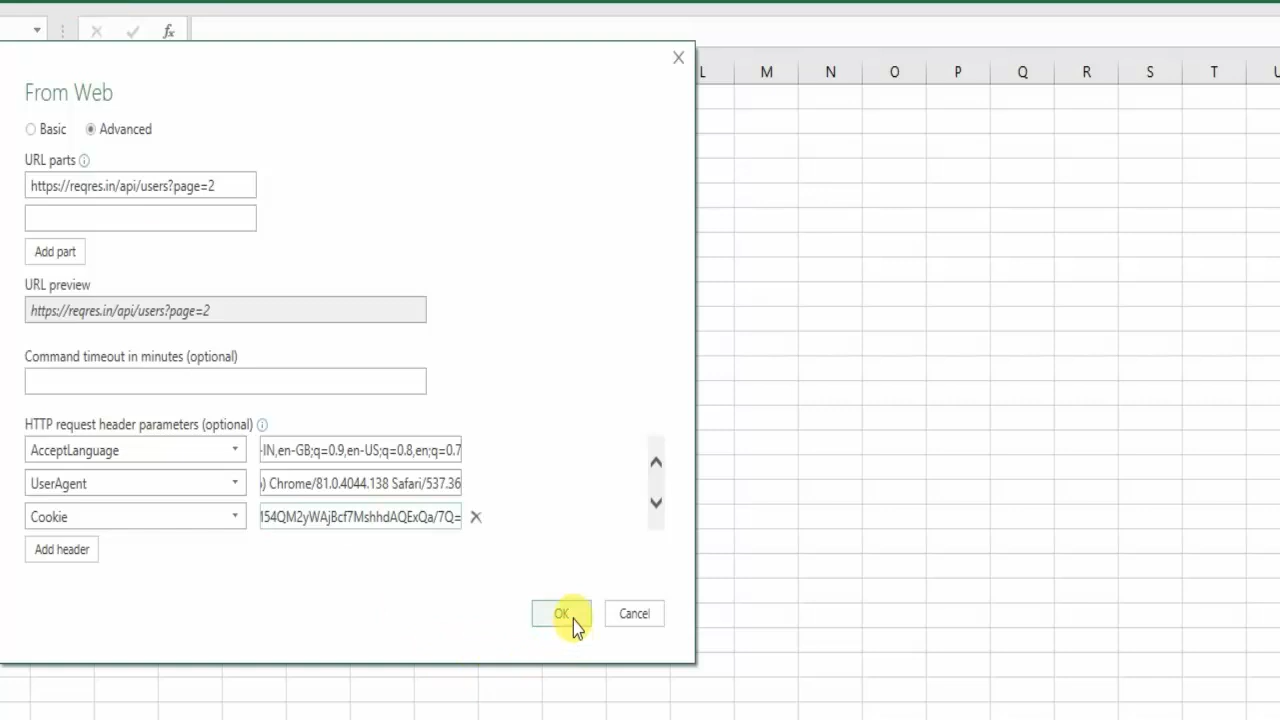 fx
L M N O P Q R S T U
From Web
Basic Advanced
URL parts
https://reqres.in/api/users?page=2
Add part
URL preview
https://reqres.in/api/users?page=2
Command timeout in minutes (optional)
HTTP request header parameters (optional)
AcceptLanguage -IN,en-GB;q=0.9,en-US;q=0.8,en;q=0.7
UserAgent ) Chrome/81.0.4044.138 Safari/537.36
Cookie 54QM2yWAjBcf7MshhdAQExQa/7Q=
Add header
OK Cancel